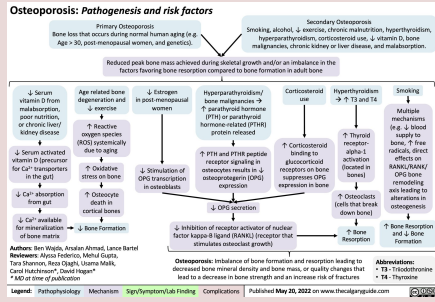 Osteoporosis: Pathogenesis and risk factors
Primary Osteoporosis
Bone loss that occurs during normal human aging (e.g.
Age > 30, post-menopausal women, and genetics).
Secondary Osteoporosis
Smoking, alcohol, ↓ exercise, chronic malnutrition, hyperthyroidism,
hyperparathyroidism, corticosteroid use, ↓ vitamin D, bone
malignancies, chronic kidney or liver disease, and malabsorption.
Reduced peak bone mass achieved during skeletal growth and/or an imbalance in the
factors favoring bone resorption compared to bone formation in adult bone
↓ Serum
vitamin D from
malabsorption,
poor nutrition,
or chronic liver/
kidney disease
↓ Serum activated
vitamin D (precursor
for Ca²⁺ transporters
in the gut)
↓ Ca²⁺ absorption
from gut
↓ Ca²⁺ available
for mineralization
of bone matrix
Age related bone
degeneration and
↓ exercise
↑ Reactive
oxygen species
(ROS) systemically
due to aging
↑ Oxidative
stress on bone
↑ Osteocyte
death in
cortical bones
↓ Bone Formation
↓ Estrogen
in post-menopausal
women
↓ Stimulation of
OPG transcription
in osteoblasts
Hyperparathyroidism/
bone malignancies →
↑ parathyroid hormone
(PTH) or parathyroid
hormone-related (PTHR)
protein released
↑ PTH and PTHR peptide
receptor signaling in
osteocytes results in ↓
osteoprotegerin (OPG)
expression
Corticosteroid
use
↑ Corticosteroid
binding to
glucocorticoid
receptors on bone
suppresses OPG
expression in bone
↓ OPG secretion
↓ Inhibition of receptor activator of nuclear
factor kappa-B ligand (RANKL) (receptor that
stimulates osteoclast growth)
Hyperthyroidism
→ ↑ T3 and T4
↑ Thyroid
receptor-
alpha-1
activation
(located in
bones)
↑ Osteoclasts
(cells that break
down bone)
↑ Bone
Resorption
Smoking
Multiple
mechanisms
(e.g. ↓ blood
supply to
bone, ↑ free
radicals, direct
effects on
RANKL/RANK/
OPG bone
remodeling
axis leading to
alterations in
osteogenesis
↑ Bone
Resorption
and ↓ Bone
Formation
Osteoporosis: Imbalance of bone formation and resorption leading to
decreased bone mineral density and bone mass, or quality changes that
lead to a decrease in bone strength and an increase risk of fractures
Authors: Ben Wajda, Arsalan Ahmad, Lance Bartel
Reviewers: Alyssa Federico, Mehul Gupta,
Tara Shannon, Reza Ojaghi, Usama Malik,
Carol Hutchinson*, David Hogan*
* MD at time of publication
Abbreviations:
• T3 - Triiodothronine
• T4 - Thyroxine
Legend: Pathophysiology Mechanism Sign/Symptom/Lab Finding Complications
Published May 20, 2022 on www.thecalgaryguide.com